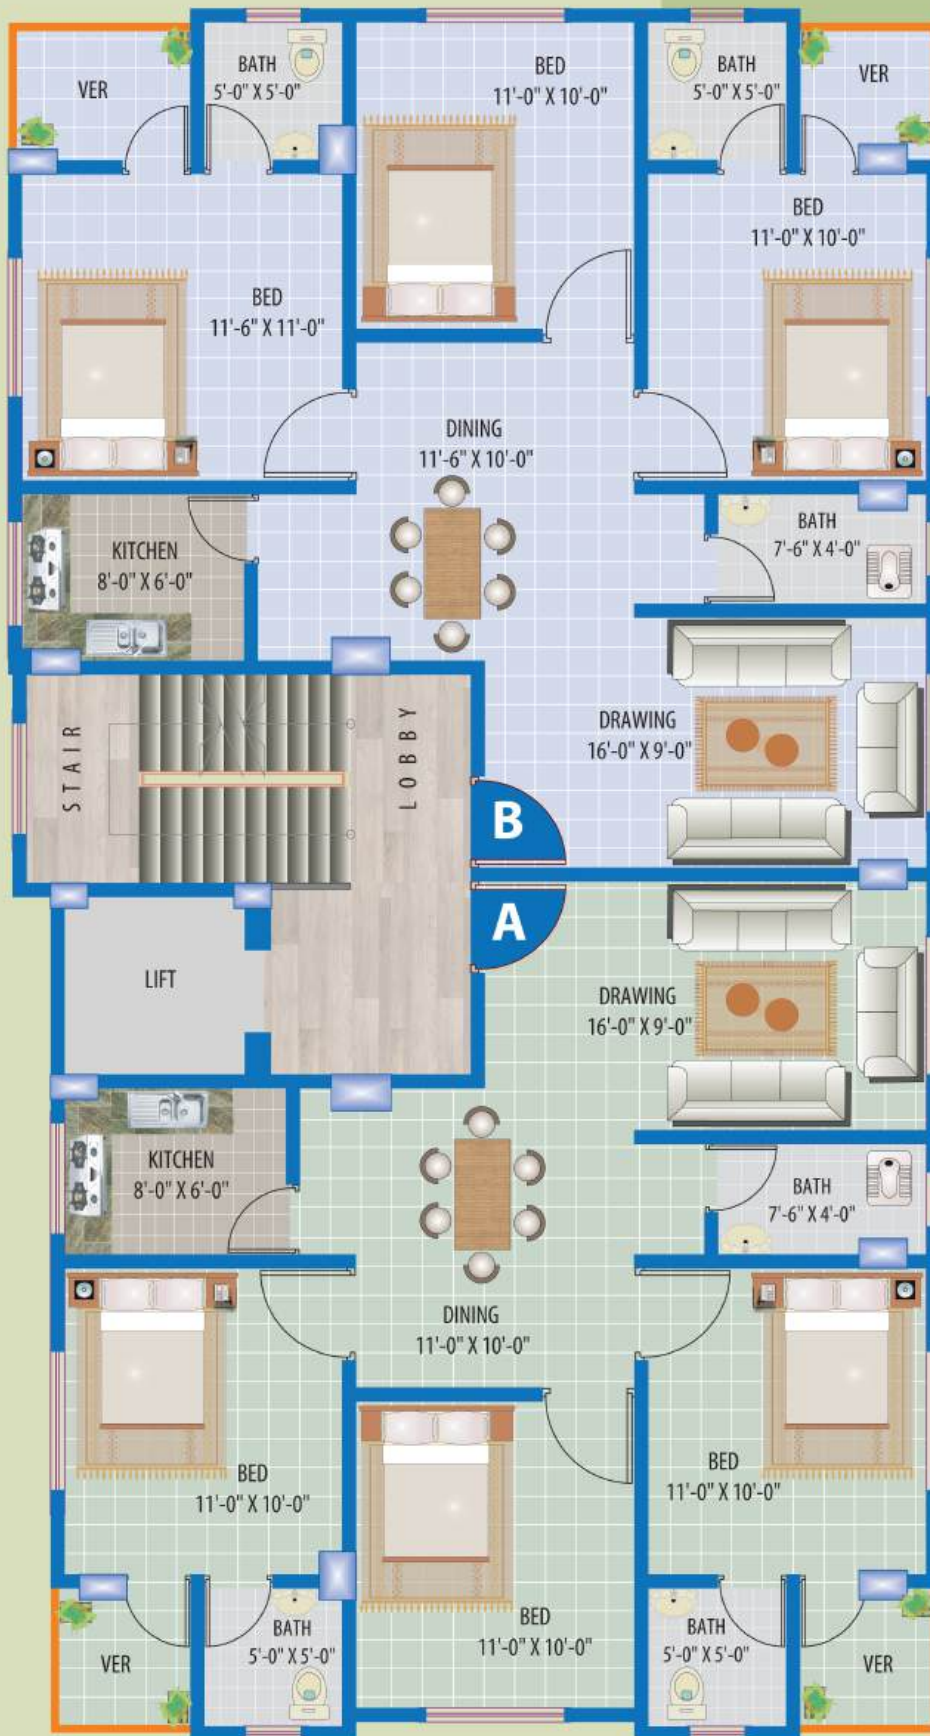 VER
BATH
5'-0" X 5'-0"
BED
11'-0" X 10'-0"
BATH
5'-0" X 5'-0"
VER
BED
11'-6" X 11'-0"
BED
11'-0" X 10'-0"
DINING
11'-6" X 10'-0"
KITCHEN
8'-0" X 6'-0"
BATH
7'-6" X 4'-0"
STAIR
LOBBY
DRAWING
16'-0" X 9'-0"
B
A
LIFT
DRAWING
16'-0" X 9'-0"
KITCHEN
8'-0" X 6'-0"
BATH
7'-6" X 4'-0"
DINING
11'-0" X 10'-0"
BED
11'-0" X 10'-0"
BED
11'-0" X 10'-0"
BED
11'-0" X 10'-0"
VER
BATH
5'-0" X 5'-0"
BATH
5'-0" X 5'-0"
VER